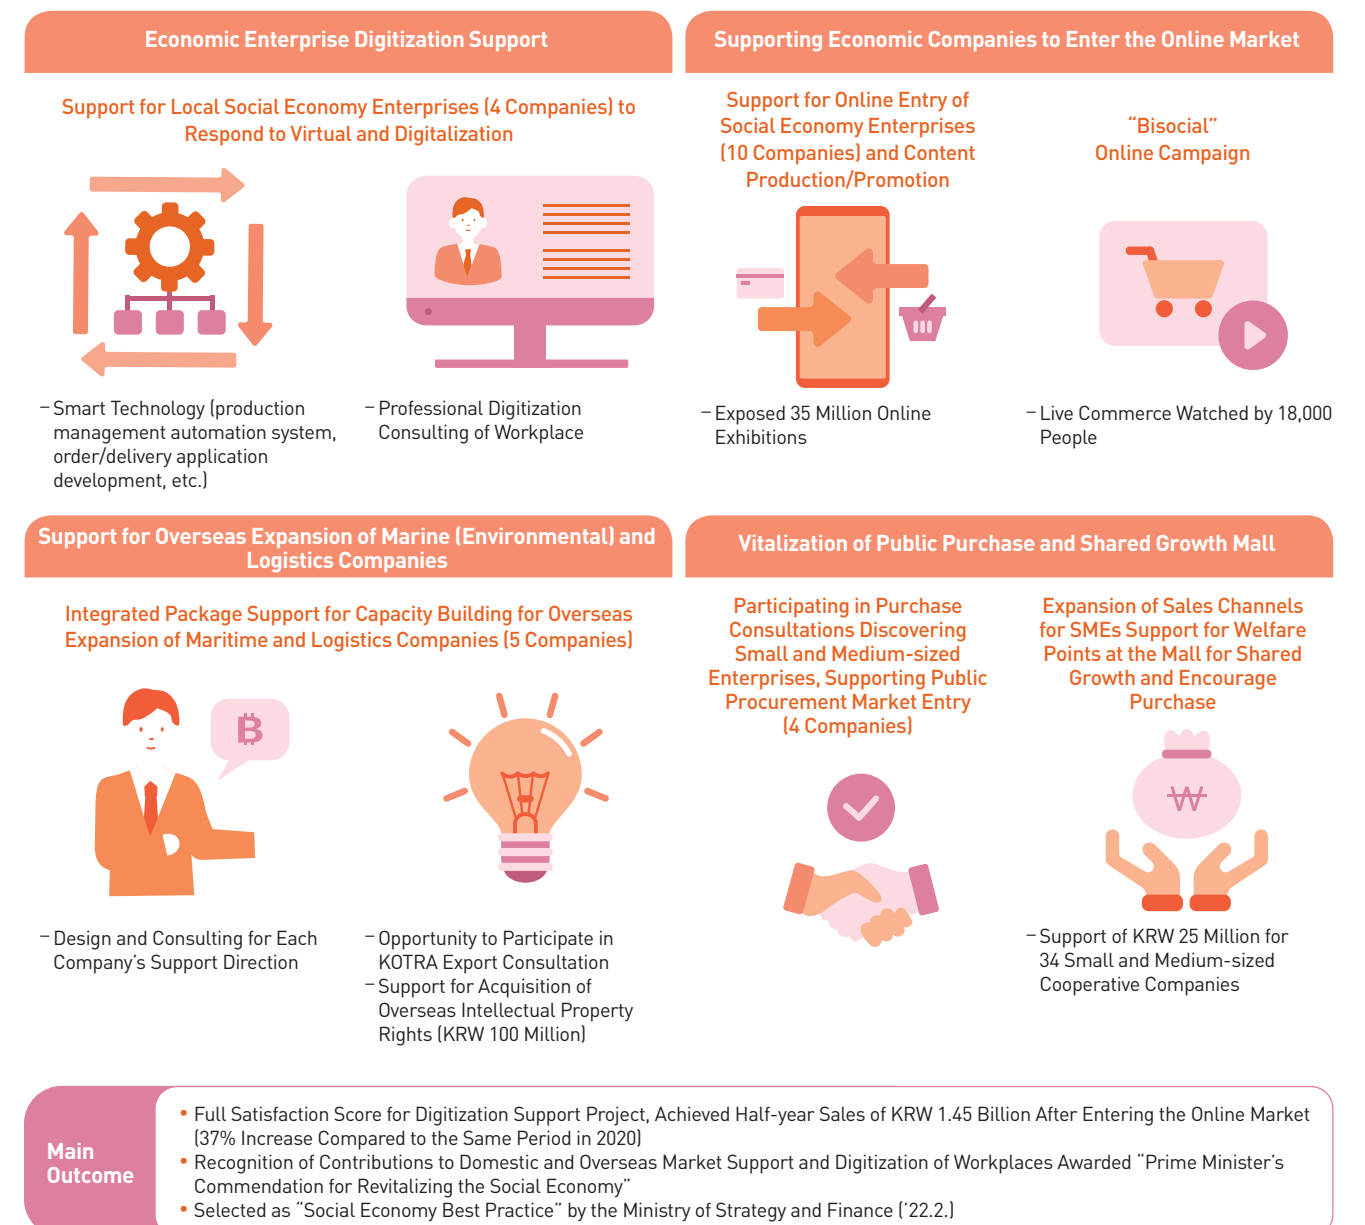 Economic Enterprise Digitization Support
Support for Local Social Economy Enterprises (4 Companies) to
Respond to Virtual and Digitalization
– Smart Technology (production
management automation system,
order/delivery application
development, etc.)
– Professional Digitization
Consulting of Workplace
Supporting Economic Companies to Enter the Online Market
Support for Online Entry of
Social Economy Enterprises
(10 Companies) and Content
Production/Promotion
– Exposed 35 Million Online
Exhibitions
“Bisocial”
Online Campaign
– Live Commerce Watched by 18,000
People
Support for Overseas Expansion of Marine (Environmental) and
Logistics Companies
Integrated Package Support for Capacity Building for Overseas
Expansion of Maritime and Logistics Companies (5 Companies)
₿
– Design and Consulting for Each
Company’s Support Direction
– Opportunity to Participate in
KOTRA Export Consultation
– Support for Acquisition of
Overseas Intellectual Property
Rights (KRW 100 Million)
Vitalization of Public Purchase and Shared Growth Mall
Participating in Purchase
Consultations Discovering
Small and Medium-sized
Enterprises, Supporting Public
Procurement Market Entry
(4 Companies)
Expansion of Sales Channels
for SMEs Support for Welfare
Points at the Mall for Shared
Growth and Encourage
Purchase
₩
– Support of KRW 25 Million for
34 Small and Medium-sized
Cooperative Companies
Main
Outcome
• Full Satisfaction Score for Digitization Support Project, Achieved Half-year Sales of KRW 1.45 Billion After Entering the Online Market
(37% Increase Compared to the Same Period in 2020)
• Recognition of Contributions to Domestic and Overseas Market Support and Digitization of Workplaces Awarded “Prime Minister’s
Commendation for Revitalizing the Social Economy”
• Selected as “Social Economy Best Practice” by the Ministry of Strategy and Finance (’22.2.)